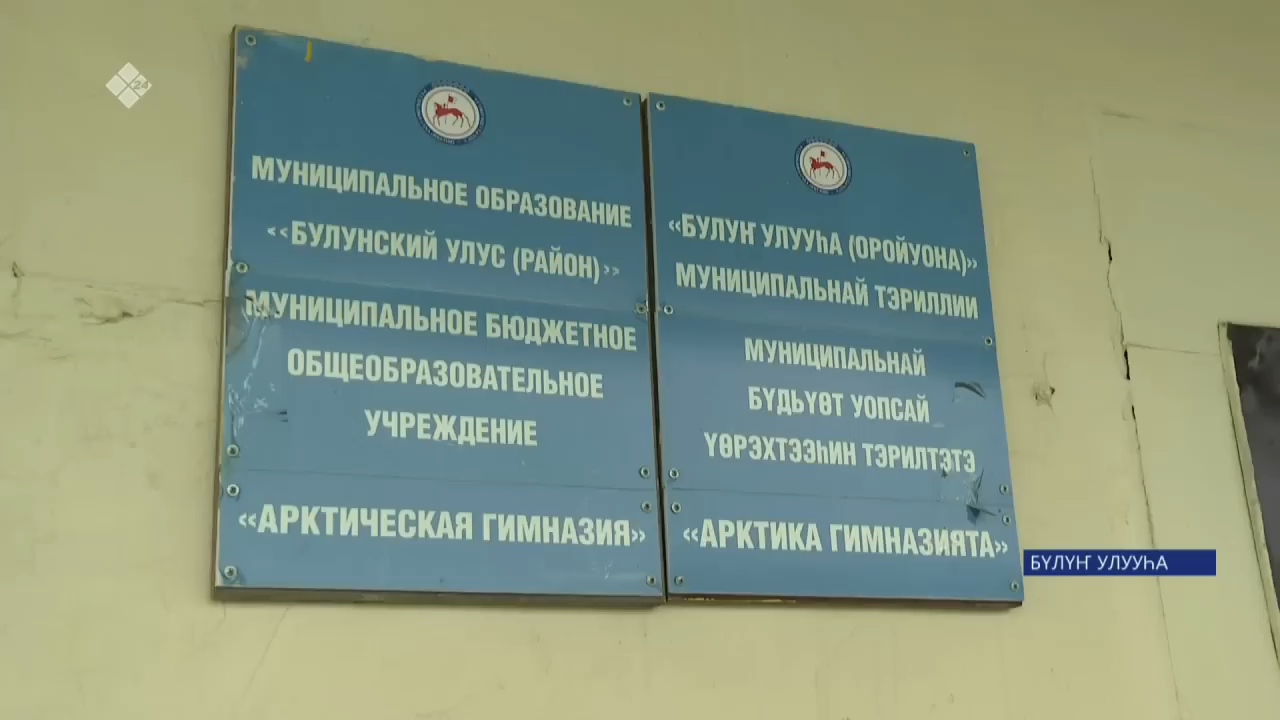 24
МУНИЦИПАЛЬНОЕ ОБРАЗОВАНИЕ
«БУЛУНСКИЙ УЛУС (РАЙОН)»
МУНИЦИПАЛЬНОЕ БЮДЖЕТНОЕ
ОБЩЕОБРАЗОВАТЕЛЬНОЕ
УЧРЕЖДЕНИЕ
«АРКТИЧЕСКАЯ ГИМНАЗИЯ»
«БУЛУҤ УЛУУҺА (ОРОЙУОНА)»
МУНИЦИПАЛЬНАЙ ТЭРИЛЛИИ
МУНИЦИПАЛЬНАЙ
БҮДЬҮӨТ УОПСАЙ
ҮӨРЭХТЭЭҺИН ТЭРИЛТЭТЭ
«АРКТИКА ГИМНАЗИЯТА»
БҮЛҮҤ УЛУУҺА